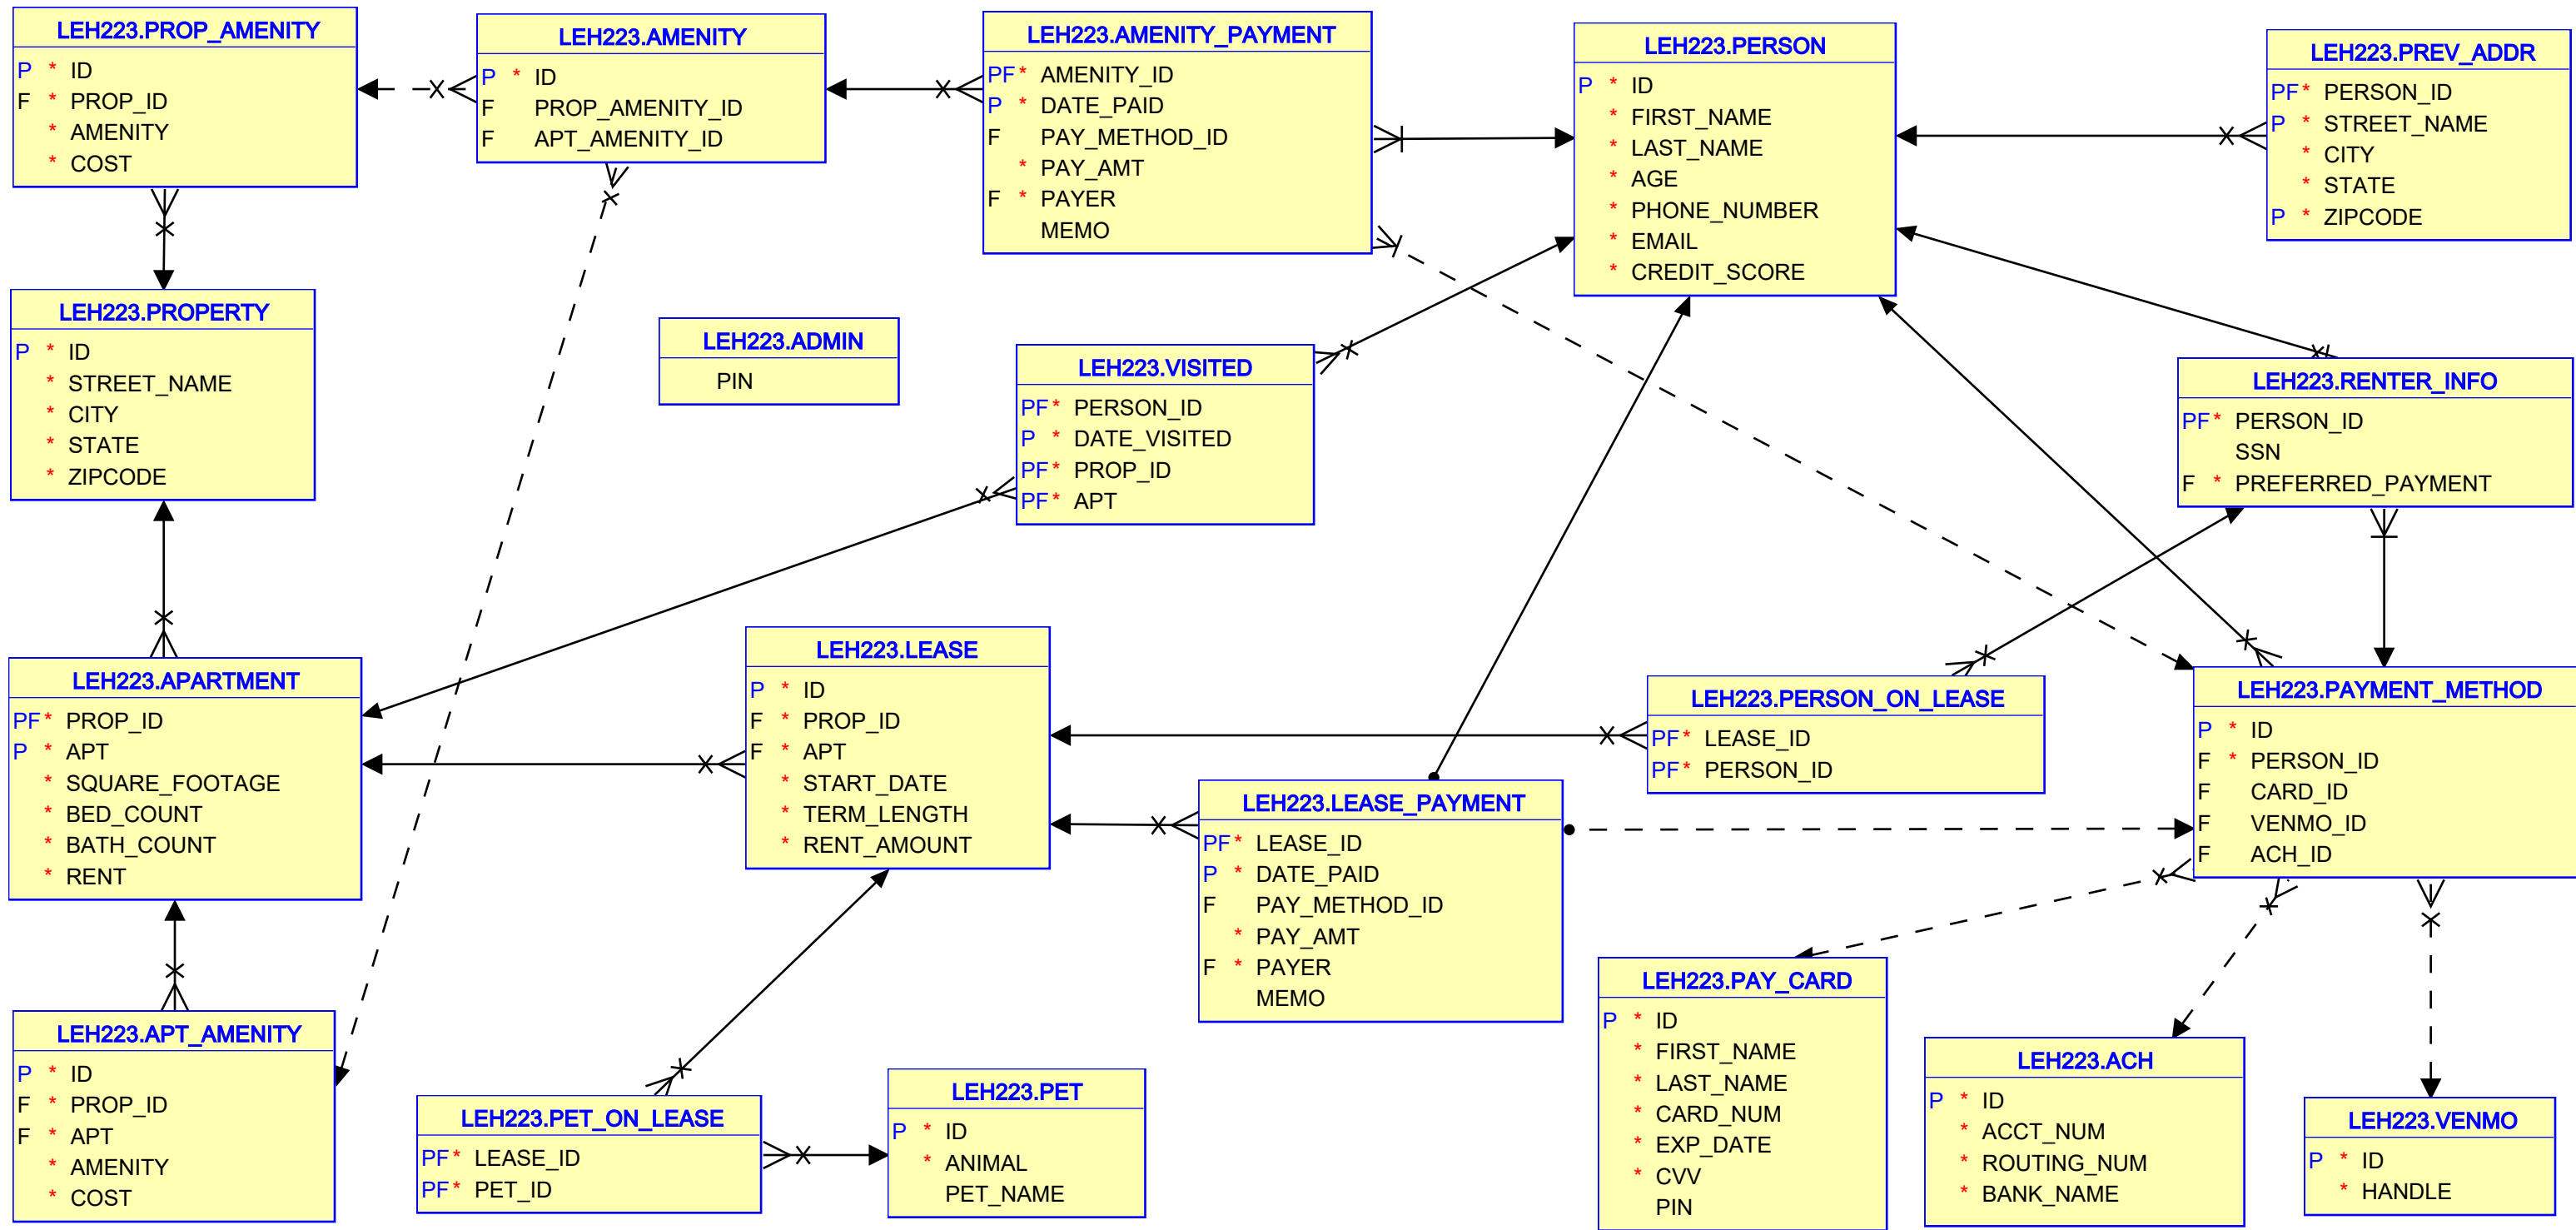 LEH223.PROP_AMENITY
P * ID
F * PROP_ID
* AMENITY
* COST
LEH223.AMENITY
P * ID
F PROP_AMENITY_ID
F APT_AMENITY_ID
LEH223.AMENITY_PAYMENT
PF* AMENITY_ID
P * DATE_PAID
F PAY_METHOD_ID
* PAY_AMT
F * PAYER
MEMO
LEH223.PERSON
P * ID
* FIRST_NAME
* LAST_NAME
* AGE
* PHONE_NUMBER
* EMAIL
* CREDIT_SCORE
LEH223.PREV_ADDR
PF* PERSON_ID
P * STREET_NAME
* CITY
* STATE
P * ZIPCODE
LEH223.PROPERTY
P * ID
* STREET_NAME
* CITY
* STATE
* ZIPCODE
LEH223.ADMIN
PIN
LEH223.VISITED
PF* PERSON_ID
P * DATE_VISITED
PF* PROP_ID
PF* APT
LEH223.RENTER_INFO
PF* PERSON_ID
SSN
F * PREFERRED_PAYMENT
LEH223.APARTMENT
PF* PROP_ID
P * APT
* SQUARE_FOOTAGE
* BED_COUNT
* BATH_COUNT
* RENT
LEH223.LEASE
P * ID
F * PROP_ID
F * APT
* START_DATE
* TERM_LENGTH
* RENT_AMOUNT
LEH223.PERSON_ON_LEASE
PF* LEASE_ID
PF* PERSON_ID
LEH223.PAYMENT_METHOD
P * ID
F * PERSON_ID
F CARD_ID
F VENMO_ID
F ACH_ID
LEH223.LEASE_PAYMENT
PF* LEASE_ID
P * DATE_PAID
F PAY_METHOD_ID
* PAY_AMT
F * PAYER
MEMO
LEH223.APT_AMENITY
P * ID
F * PROP_ID
F * APT
* AMENITY
* COST
LEH223.PET_ON_LEASE
PF* LEASE_ID
PF* PET_ID
LEH223.PET
P * ID
* ANIMAL
PET_NAME
LEH223.PAY_CARD
P * ID
* FIRST_NAME
* LAST_NAME
* CARD_NUM
* EXP_DATE
* CVV
PIN
LEH223.ACH
P * ID
* ACCT_NUM
* ROUTING_NUM
* BANK_NAME
LEH223.VENMO
P * ID
* HANDLE